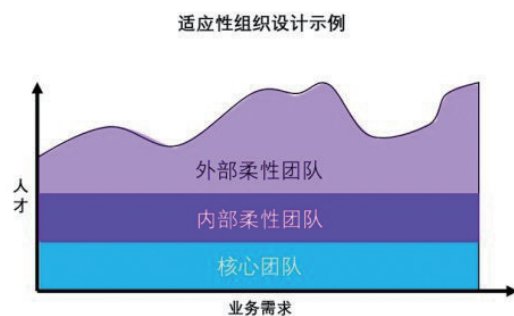 适应性组织设计示例
人才
外部柔性团队
内部柔性团队
核心团队
业务需求